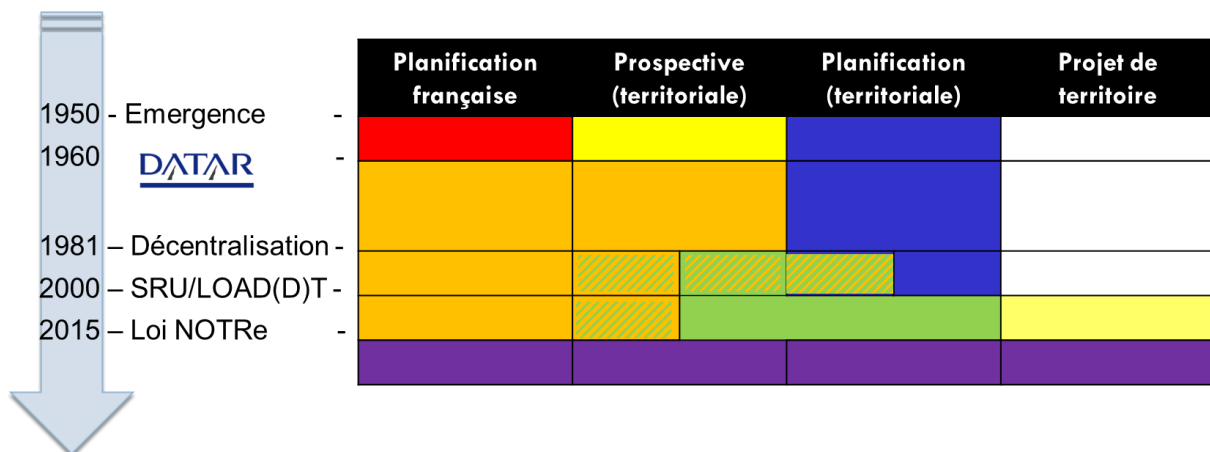 Planification française
Prospective (territoriale)
Planification (territoriale)
Projet de territoire
1950 - Emergence -
1960 DATAR -
1981 – Décentralisation -
2000 – SRU/LOAD(D)T -
2015 – Loi NOTRe -